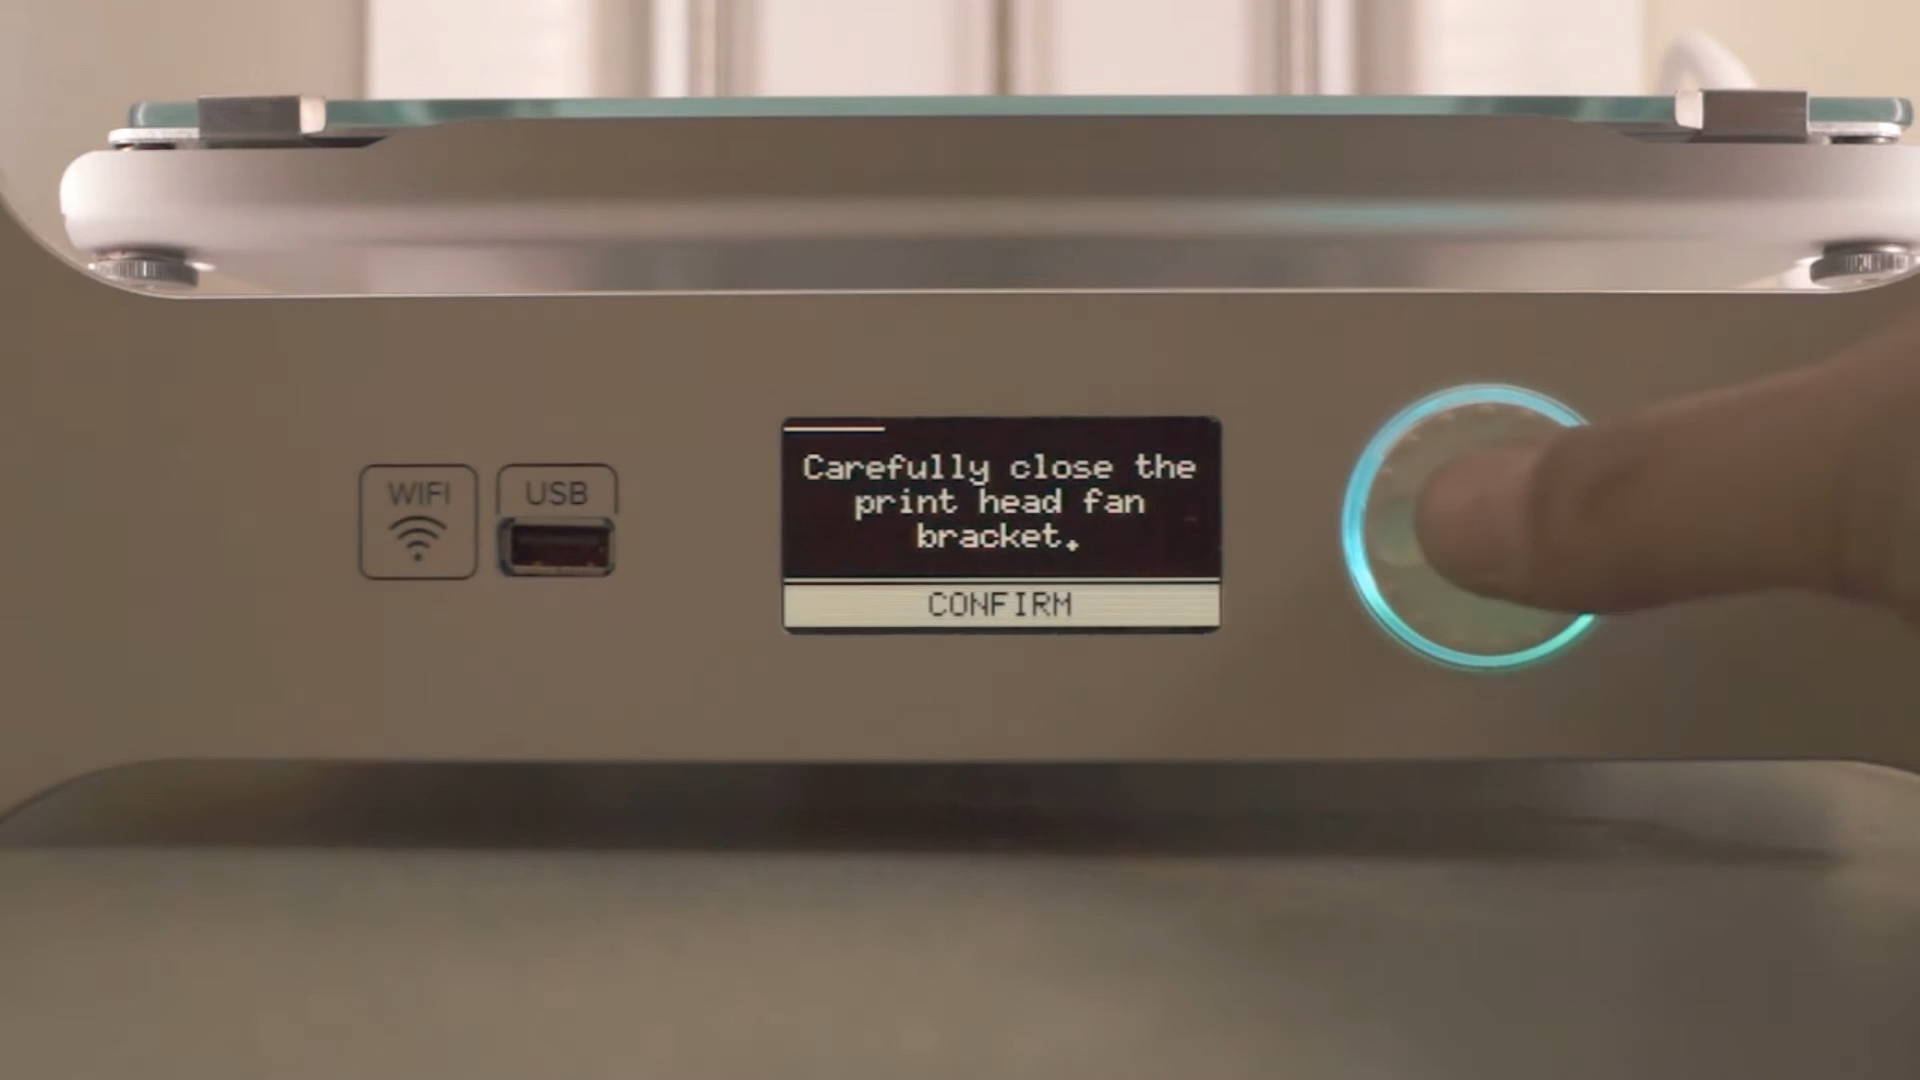 WIFI
USB
Carefully close the
print head fan
bracket.
CONFIRM